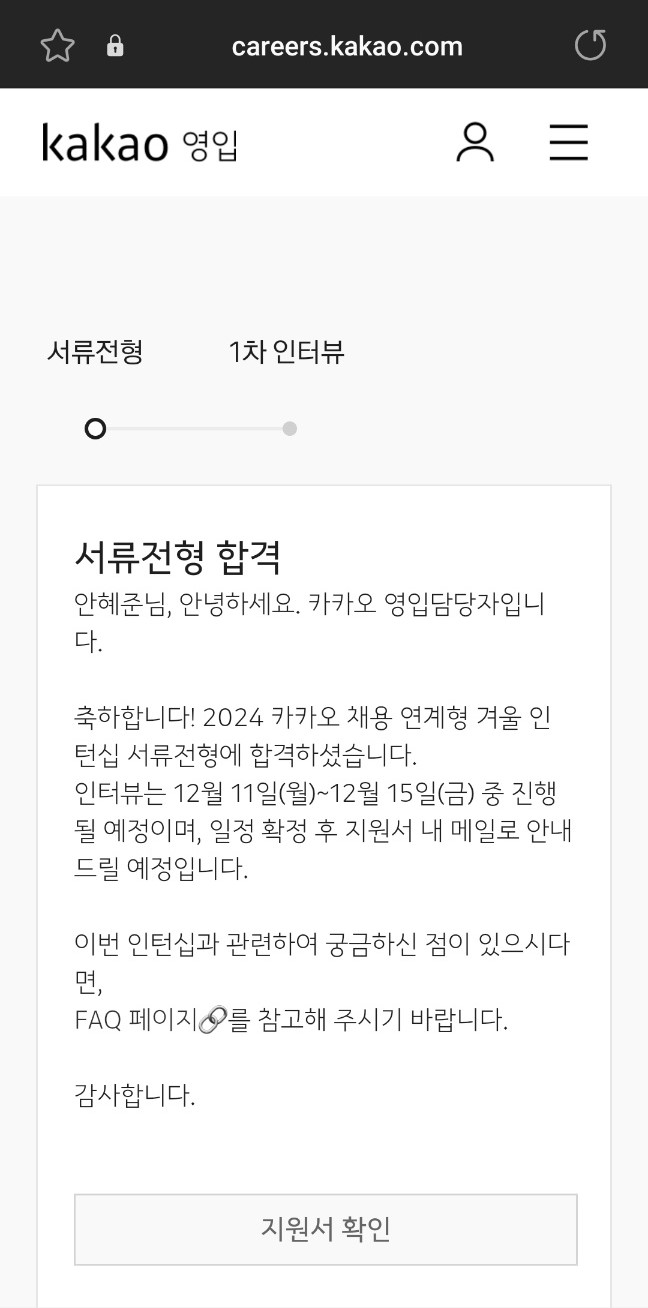 careers.kakao.com
kakao 영입
서류전형 1차 인터뷰
서류전형 합격
안혜준님, 안녕하세요. 카카오 영입담당자입니
다.
축하합니다! 2024 카카오 채용 연계형 겨울 인
턴십 서류전형에 합격하셨습니다.
인터뷰는 12월 11일(월)~12월 15일(금) 중 진행
될 예정이며, 일정 확정 후 지원서 내 메일로 안내
드릴 예정입니다.
이번 인턴십과 관련하여 궁금하신 점이 있으시다
면,
FAQ 페이지🔗를 참고해 주시기 바랍니다.
감사합니다.
지원서 확인